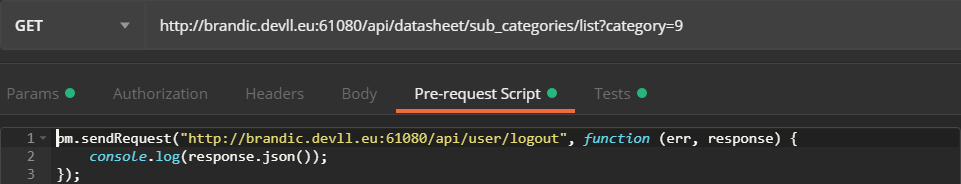 GET http://brandic.devll.eu:61080/api/datasheet/sub_categories/list?category=9
Params Authorization Headers Body Pre-request Script Tests
1 pm.sendRequest("http://brandic.devll.eu:61080/api/user/logout", function (err, response) {
2 console.log(response.json());
3 });